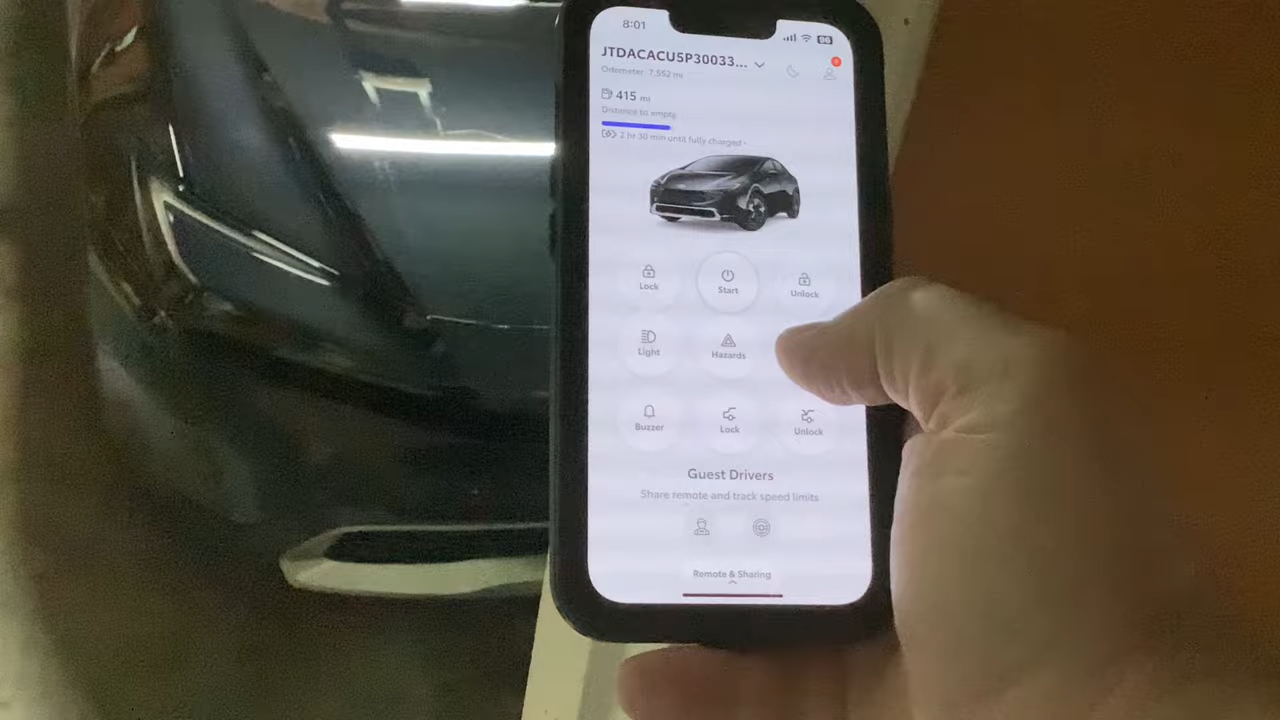 8:01
86
JTDACACU5P30033...
Odometer: 7,552 mi
415 mi
Distance to empty
2 hr 30 min until fully charged
Lock
Start
Unlock
Light
Hazards
Buzzer
Lock
Unlock
Guest Drivers
Share remote and track speed limits
Remote & Sharing